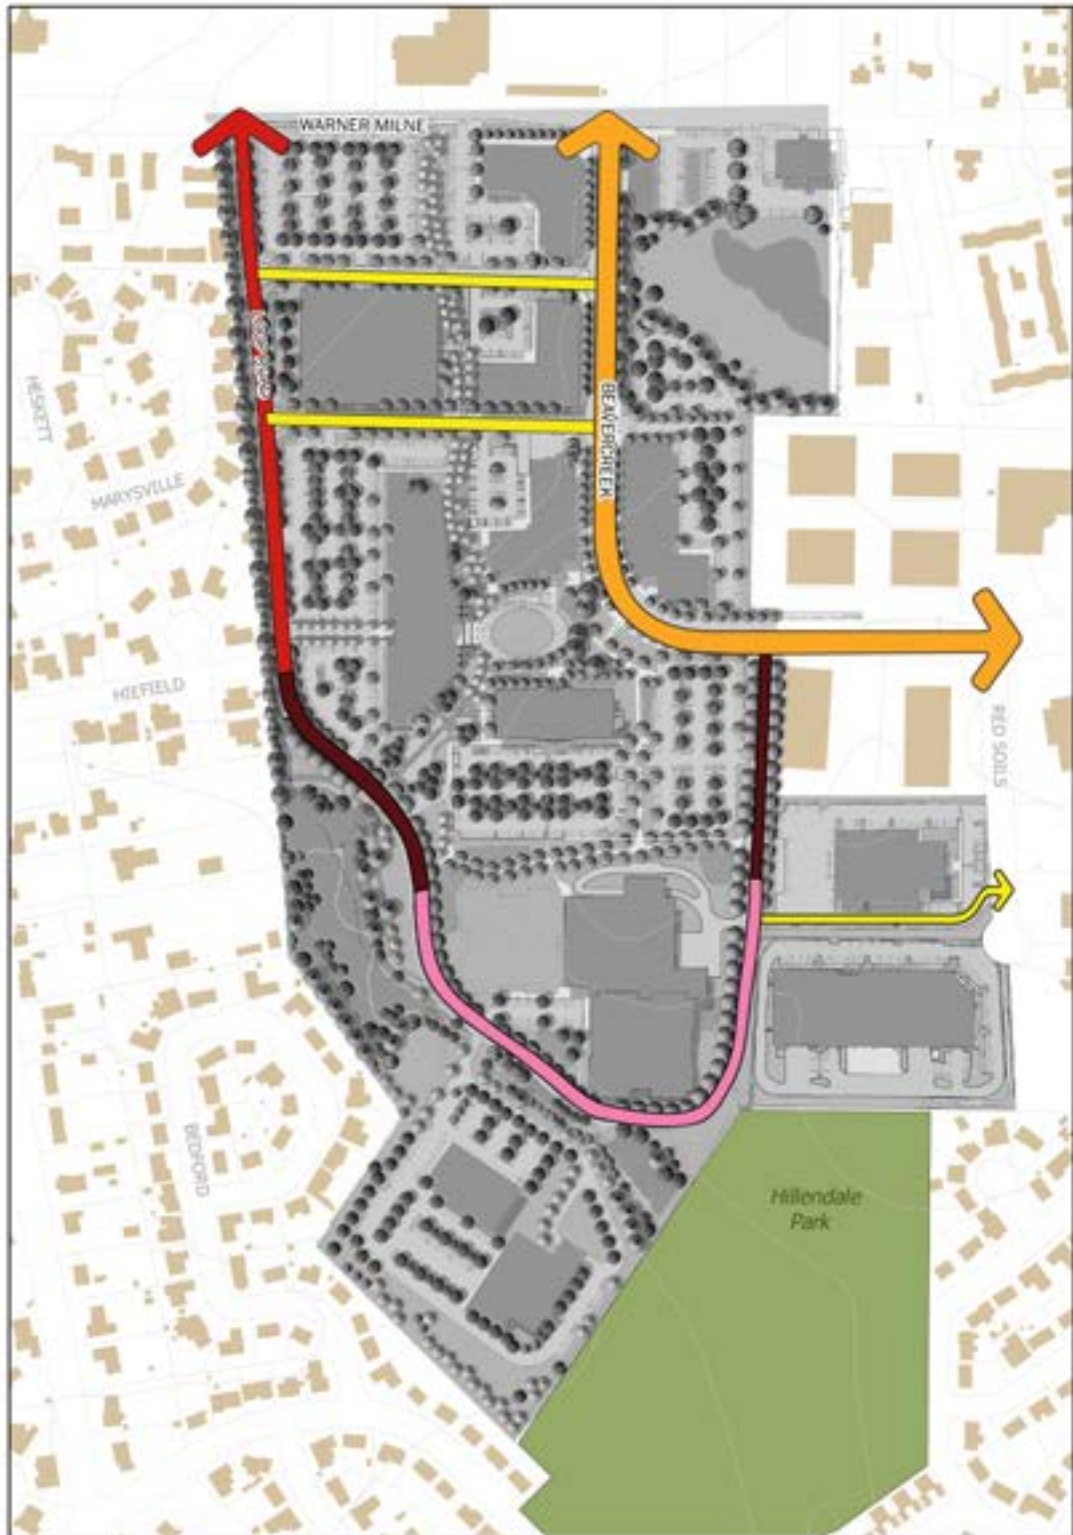 WARNER MILNE
BEAVERCREEK
HESKETT
MARYSVILLE
HIEFIELD
RED SOILS
BEDFORD
Hillendale
Park